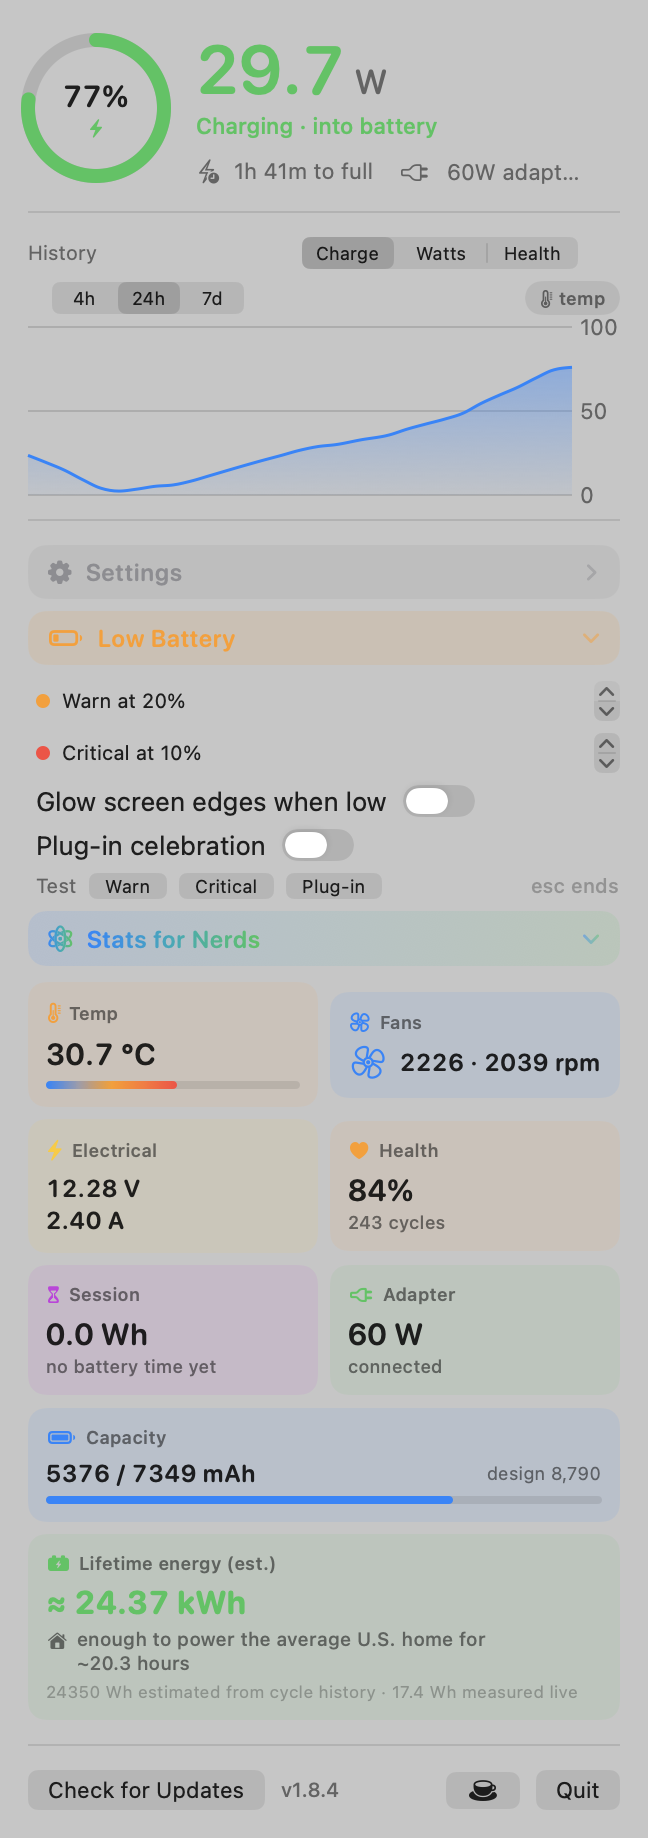 77%
29.7 W
Charging · into battery
1h 41m to full 60W adapt...
History Charge Watts Health
4h 24h 7d temp
100
50
0
Settings
Low Battery
Warn at 20%
Critical at 10%
Glow screen edges when low
Plug-in celebration
Test Warn Critical Plug-in esc ends
Stats for Nerds
Temp
30.7 °C
Fans
2226 · 2039 rpm
Electrical
12.28 V
2.40 A
Health
84%
243 cycles
Session
0.0 Wh
no battery time yet
Adapter
60 W
connected
Capacity
5376 / 7349 mAh design 8,790
Lifetime energy (est.)
≈ 24.37 kWh
enough to power the average U.S. home for
~20.3 hours
24350 Wh estimated from cycle history · 17.4 Wh measured live
Check for Updates v1.8.4 Quit